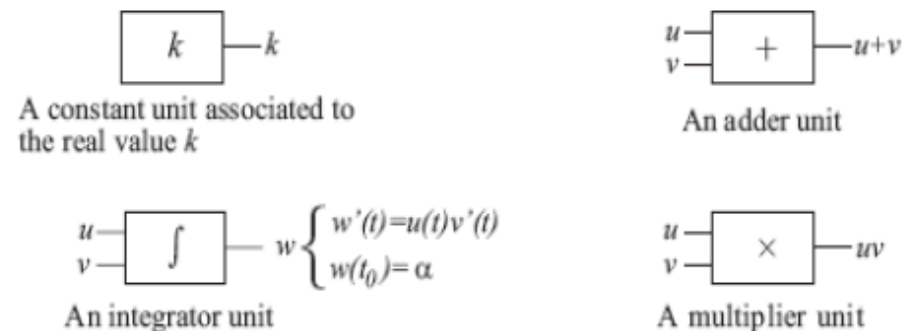 k
k
A constant unit associated to
the real value k
u
v
+
u+v
An adder unit
u
v
∫
w { w’(t)=u(t)v’(t)
w(t₀)= α
An integrator unit
u
v
×
uv
A multiplier unit